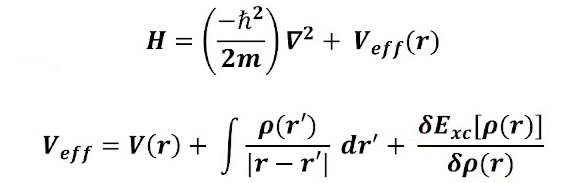 H = (-ħ²/2m) ∇² + V_eff(r)
V_eff = V(r) + ∫ ρ(r′)/|r − r′| dr′ + δE_xc[ρ(r)]/δρ(r)